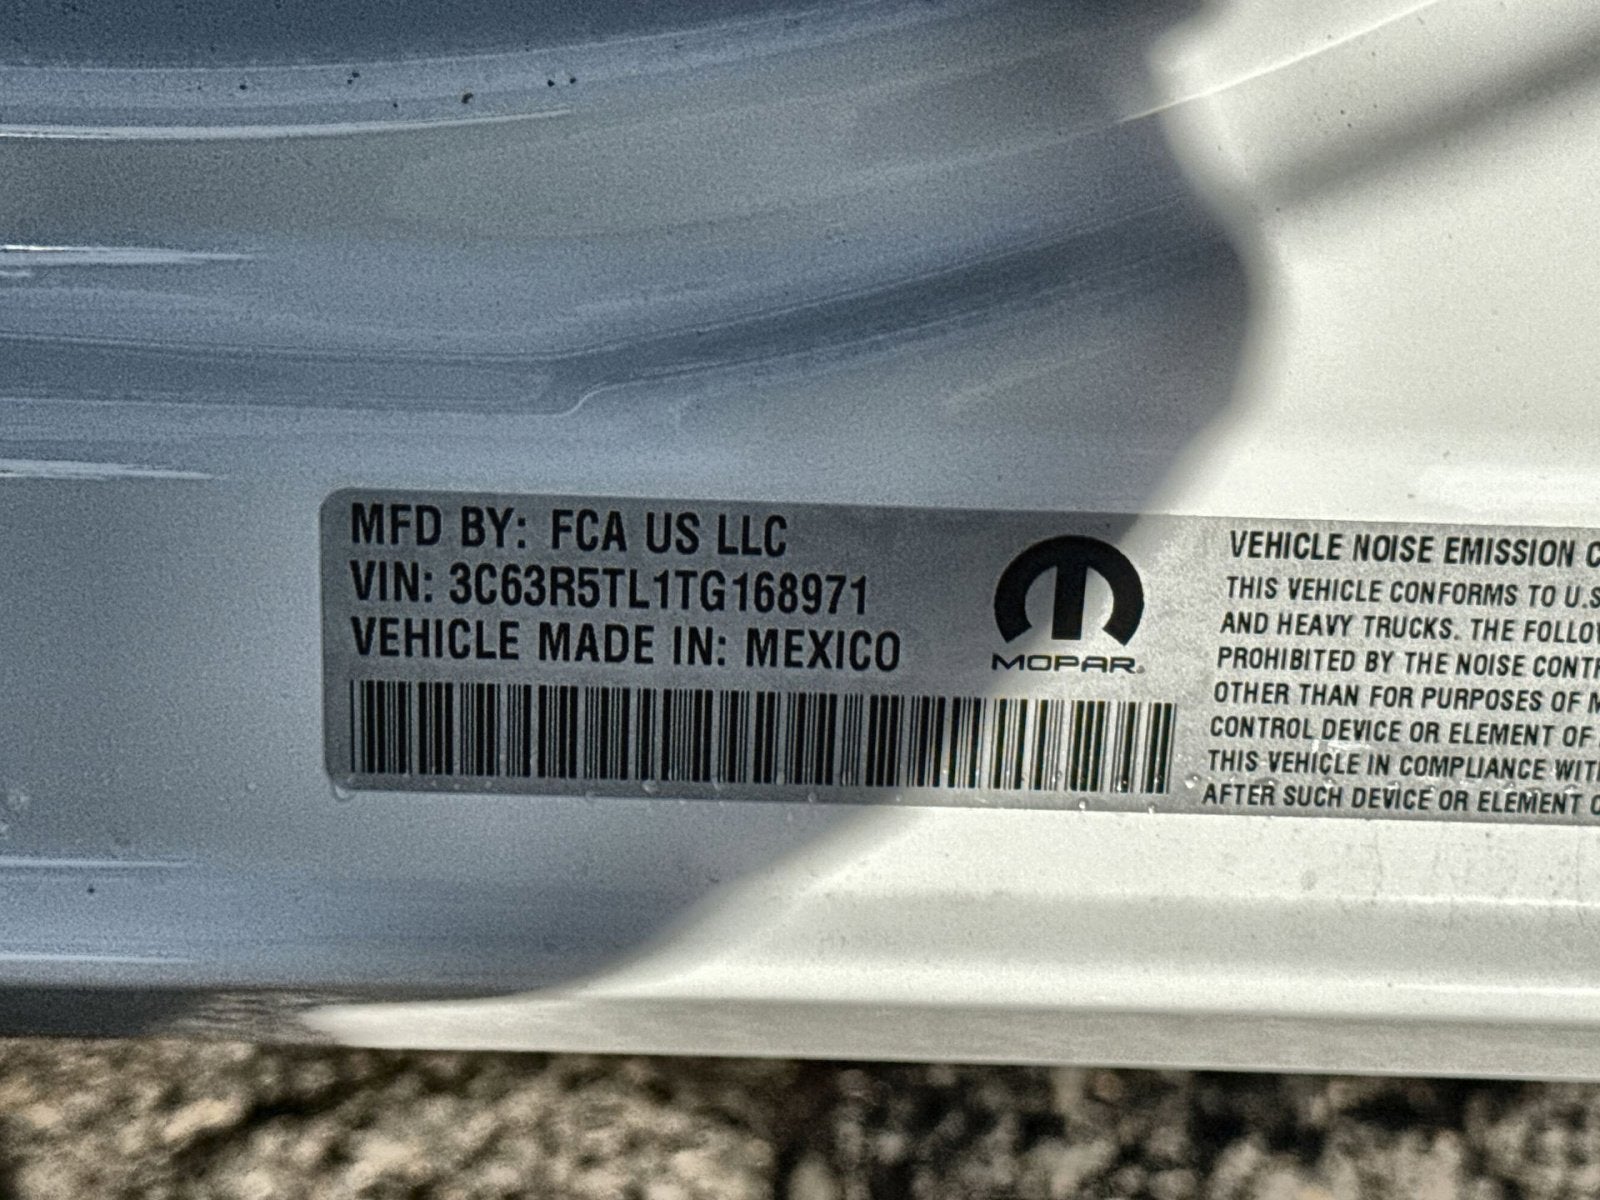 MFD BY: FCA US LLC
VIN: 3C63R5TL1TG168971
VEHICLE MADE IN: MEXICO
MOPAR®
VEHICLE NOISE EMISSION
THIS VEHICLE CONFORMS TO U.S
AND HEAVY TRUCKS. THE
PROHIBITED BY THE NOISE
OTHER THAN FOR PURPOSES OF
CONTROL DEVICE OR ELEMENT OF
THIS VEHICLE IN COMPLIANCE
AFTER SUCH DEVICE OR ELEMENT